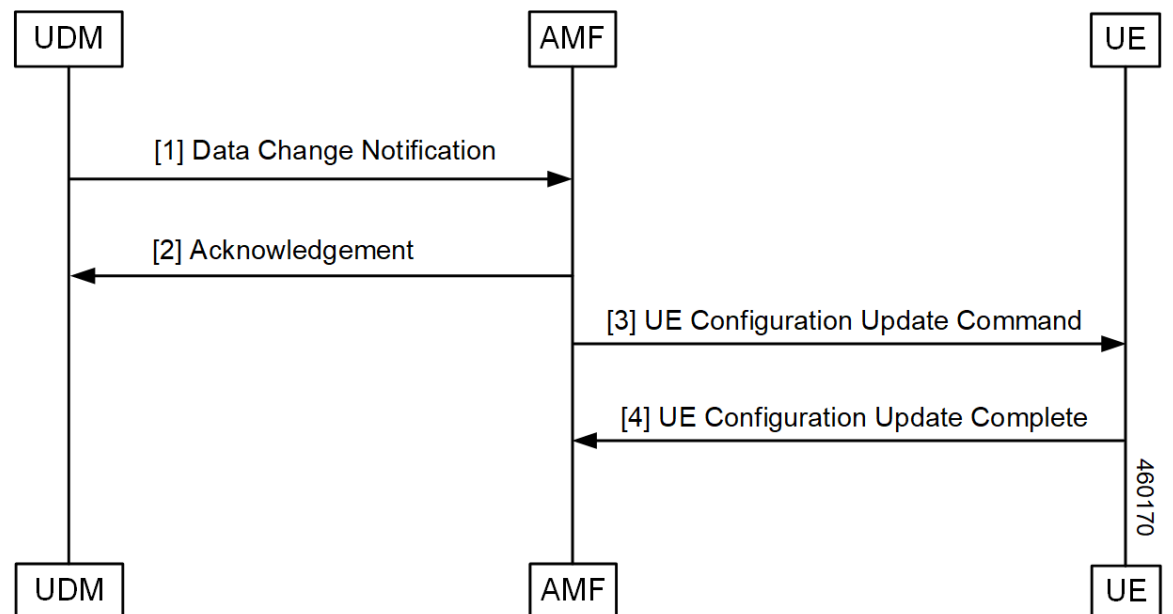 UDM
AMF
UE
[1] Data Change Notification
[2] Acknowledgement
[3] UE Configuration Update Command
[4] UE Configuration Update Complete
460170
UDM
AMF
UE